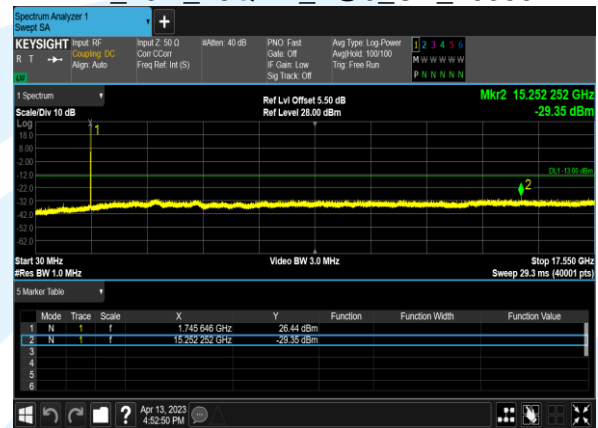 Spectrum Analyzer 1
Swept SA
+
KEYSIGHT Input: RF Input Z: 50 Ω #Atten: 40 dB PNO: Fast Avg Type: Log-Power 1 2 3 4 5 6
R T Coupling: DC Corr CCorr Gate: Off Avg|Hold: 100/100 M W W W W W
Align: Auto Freq Ref: Int (S) IF Gain: Low Trig: Free Run
Sig Track: Off P N N N N N
1 Spectrum Ref Lvl Offset 5.50 dB Mkr2 15.252 252 GHz
Scale/Div 10 dB Ref Level 28.00 dBm -29.35 dBm
Log
18.0
8.00
-2.00
-12.0
-22.0
-32.0
-42.0
-52.0
-62.0
1
DL1 -13.00 dBm
2
Start 30 MHz Video BW 3.0 MHz Stop 17.550 GHz
#Res BW 1.0 MHz Sweep 29.3 ms (40001 pts)
5 Marker Table
Mode Trace Scale X Y Function Function Width Function Value
1 N 1 f 1.745 646 GHz 26.44 dBm
2 N 1 f 15.252 252 GHz -29.35 dBm
3
4
5
6
? Apr 13, 2023
4:52:50 PM